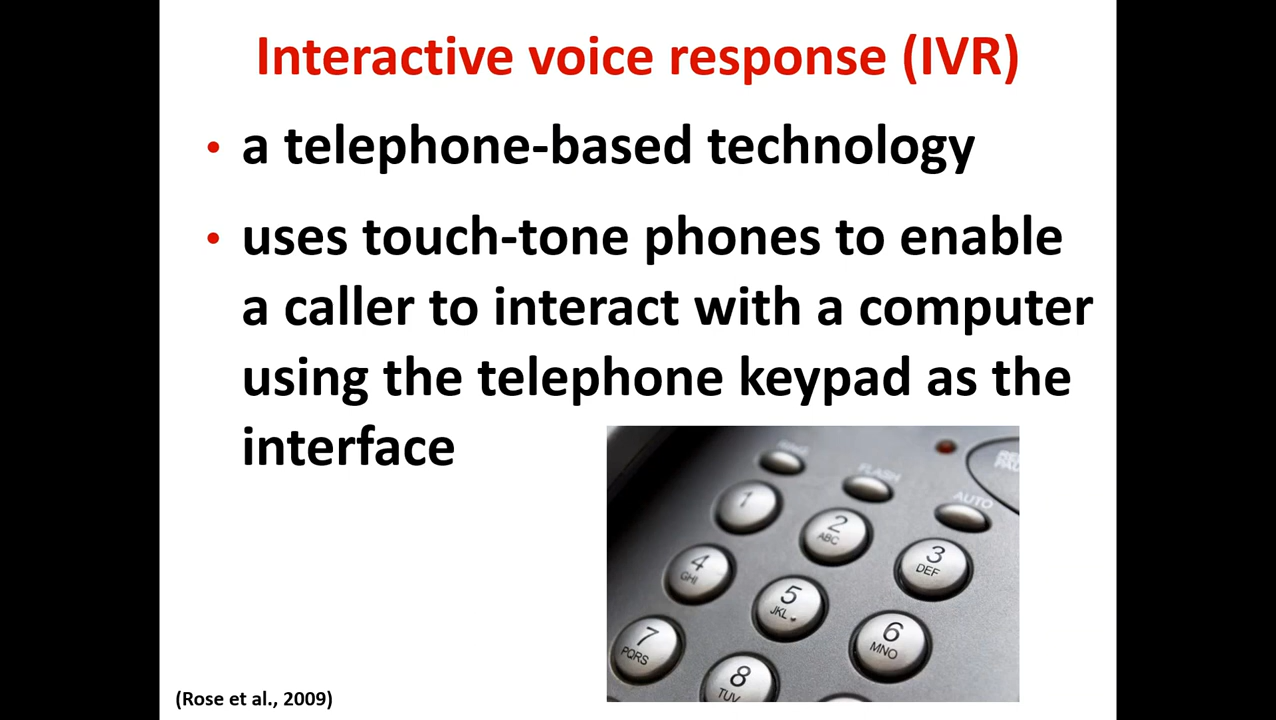 Interactive voice response (IVR)
• a telephone-based technology
• uses touch-tone phones to enable
a caller to interact with a computer
using the telephone keypad as the
interface
FLASH
AUTO
1
2
ABC
3
DEF
4
GHI
5
JKL
6
MNO
7
PQRS
8
TUV
(Rose et al., 2009)